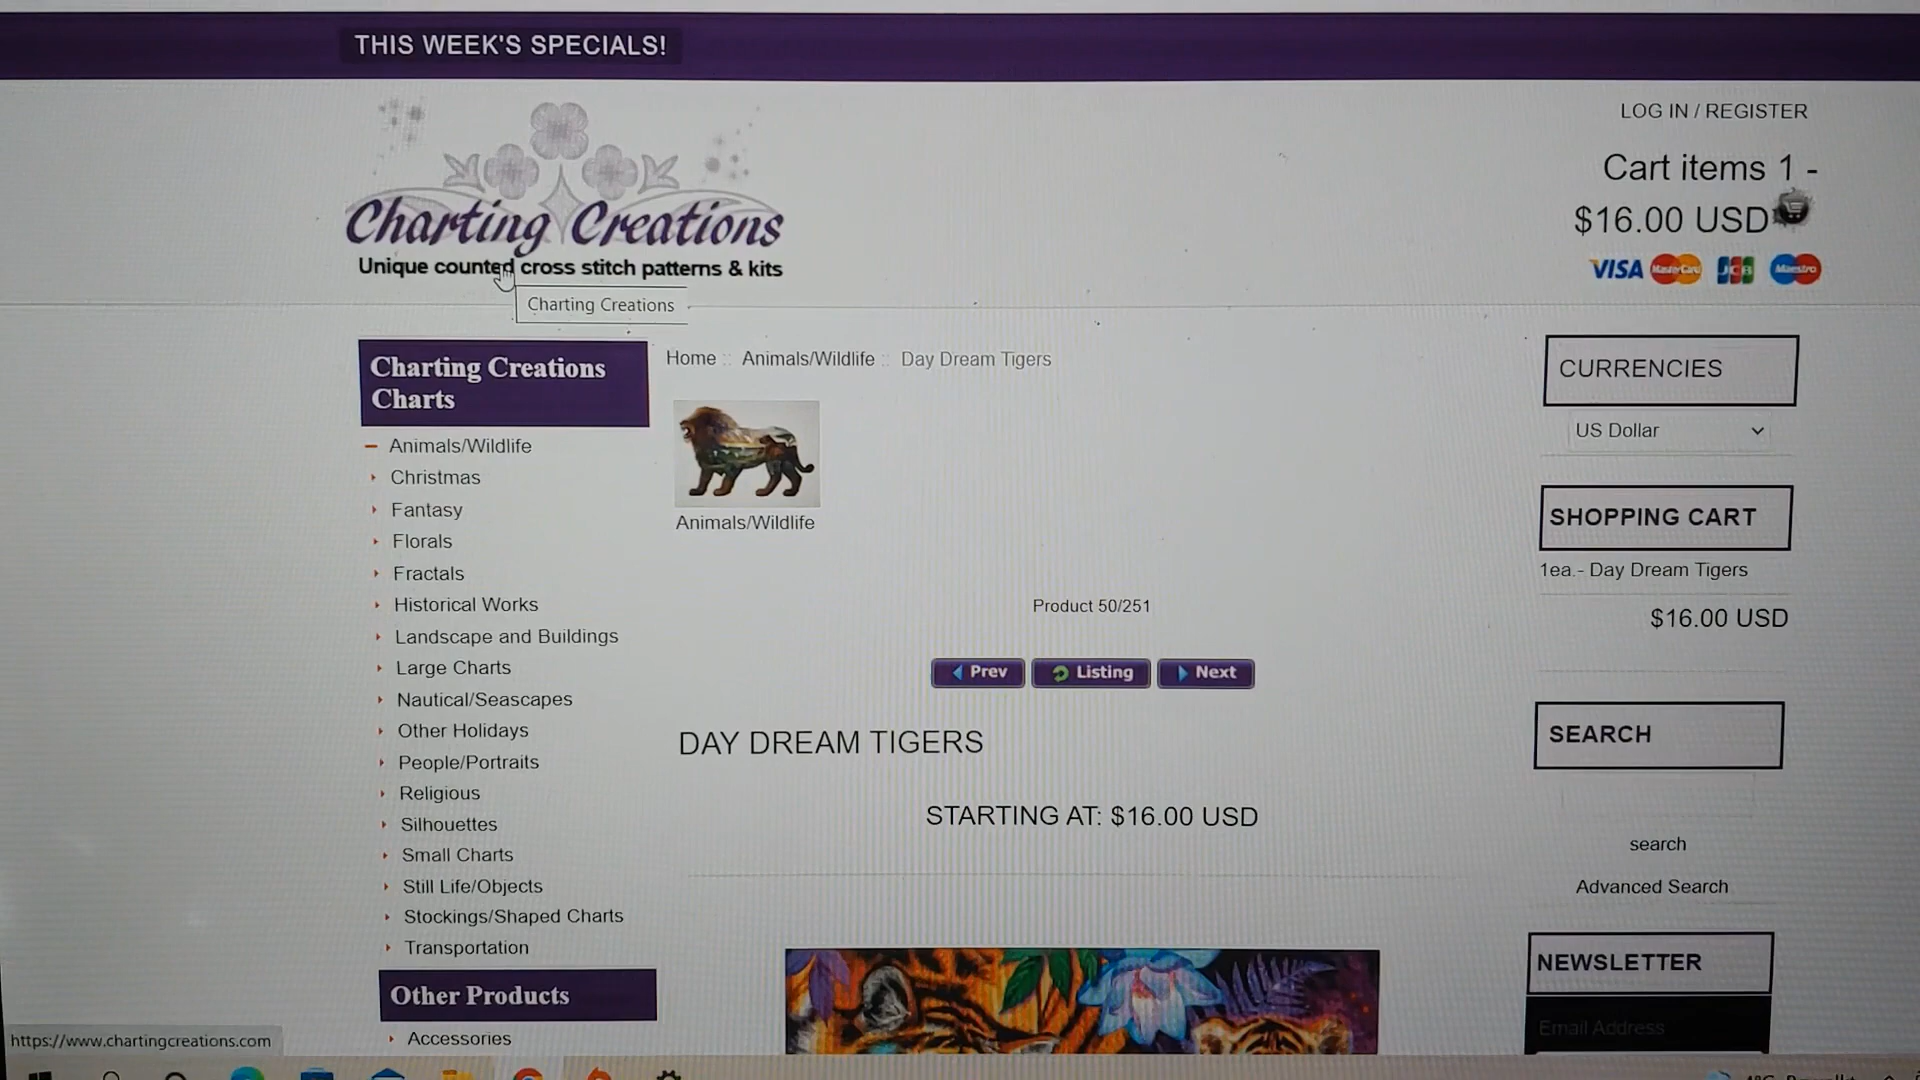 THIS WEEK'S SPECIALS!
LOG IN / REGISTER
Cart items 1 -
$16.00 USD
VISA MasterCard JCB Maestro
Charting Creations
Unique counted cross stitch patterns & kits
Charting Creations
Charting Creations
Charts
Animals/Wildlife
Christmas
Fantasy
Florals
Fractals
Historical Works
Landscape and Buildings
Large Charts
Nautical/Seascapes
Other Holidays
People/Portraits
Religious
Silhouettes
Small Charts
Still Life/Objects
Stockings/Shaped Charts
Transportation
Other Products
Accessories
Home :: Animals/Wildlife :: Day Dream Tigers
Animals/Wildlife
Product 50/251
Prev Listing Next
DAY DREAM TIGERS
STARTING AT: $16.00 USD
CURRENCIES
US Dollar
SHOPPING CART
1ea.- Day Dream Tigers
$16.00 USD
SEARCH
search
Advanced Search
NEWSLETTER
Email Address
https://www.chartingcreations.com